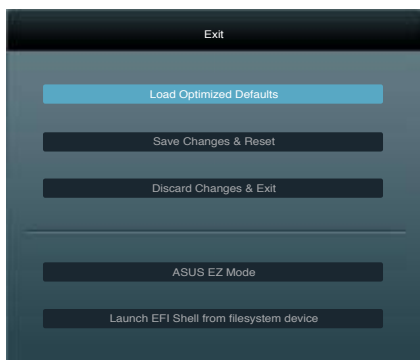 Exit
Load Optimized Defaults
Save Changes & Reset
Discard Changes & Exit
ASUS EZ Mode
Launch EFI Shell from filesystem device